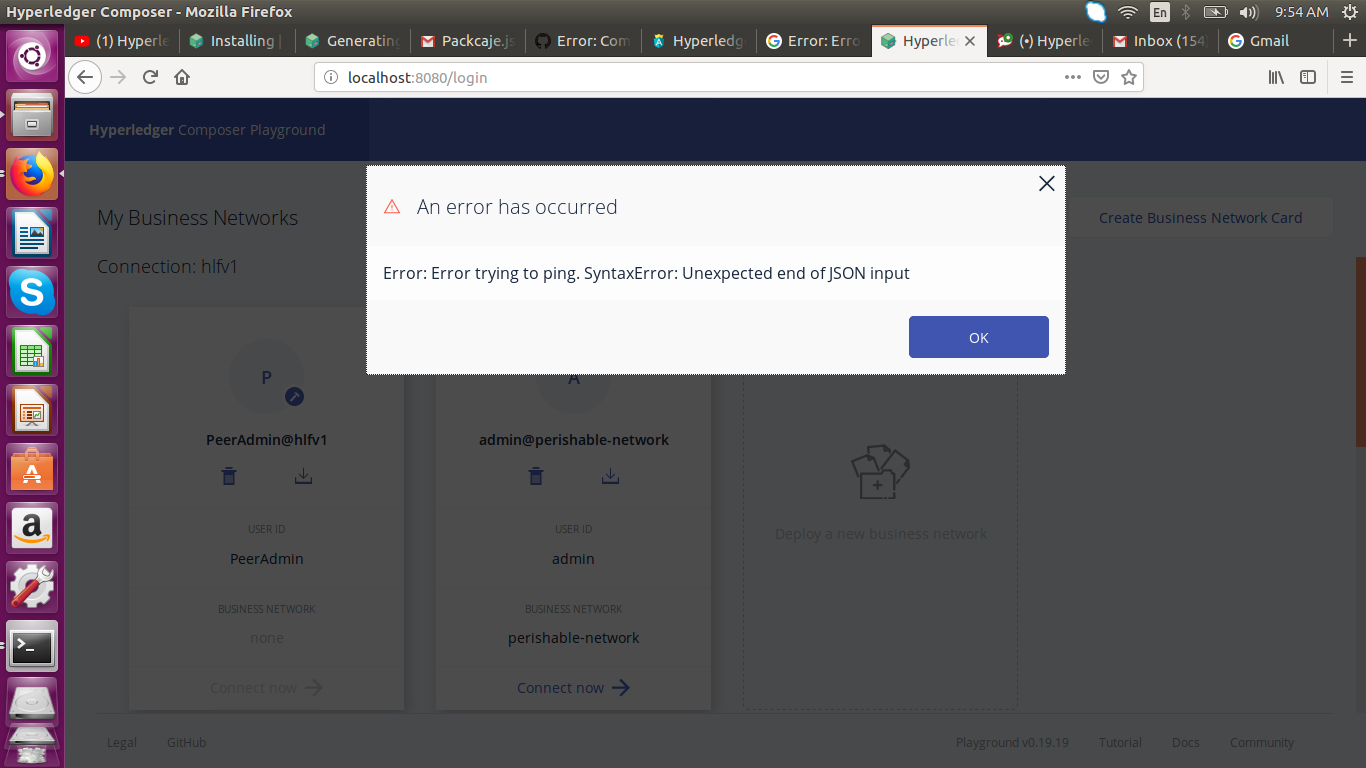 Hyperledger Composer - Mozilla Firefox
En
9:54 AM
(1) Hyperle
Installing |
Generating
Packcaje.js
Error: Com
Hyperledg
Error: Erro
Hyperle
(•) Hyperle
Inbox (154
Gmail
localhost:8080/login
Hyperledger Composer Playground
An error has occurred
My Business Networks
Create Business Network Card
Connection: hlfv1
Error: Error trying to ping. SyntaxError: Unexpected end of JSON input
OK
P
A
PeerAdmin@hlfv1
admin@perishable-network
USER ID
USER ID
Deploy a new business network
PeerAdmin
admin
BUSINESS NETWORK
BUSINESS NETWORK
none
perishable-network
Connect now
Connect now
Legal
GitHub
Playground v0.19.19
Tutorial
Docs
Community